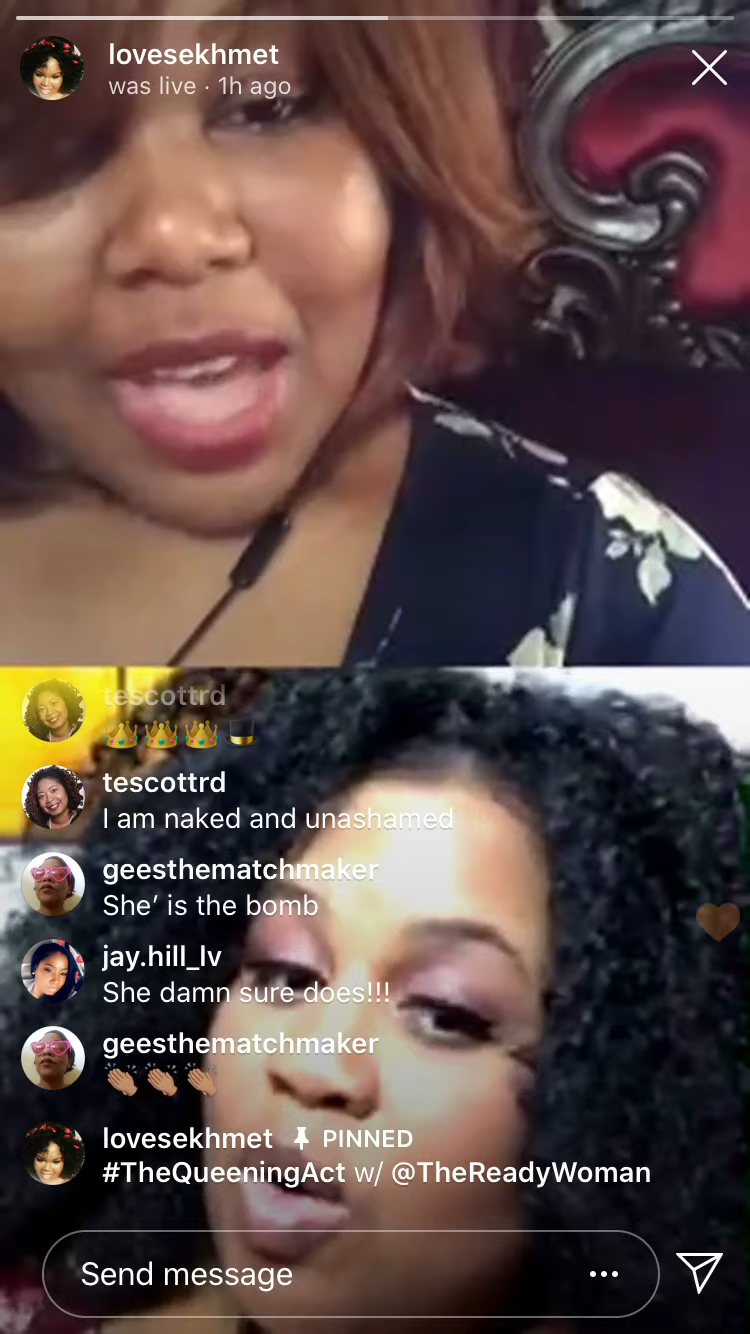 lovesekhmet
was live · 1h ago
tescottrd
👑👑👑🎩
tescottrd
I am naked and unashamed
geesthematchmaker
She’ is the bomb
jay.hill_lv
She damn sure does!!!
geesthematchmaker
👏🏽👏🏽👏🏽
lovesekhmet 📌 PINNED
#TheQueeningAct w/ @TheReadyWoman
Send message